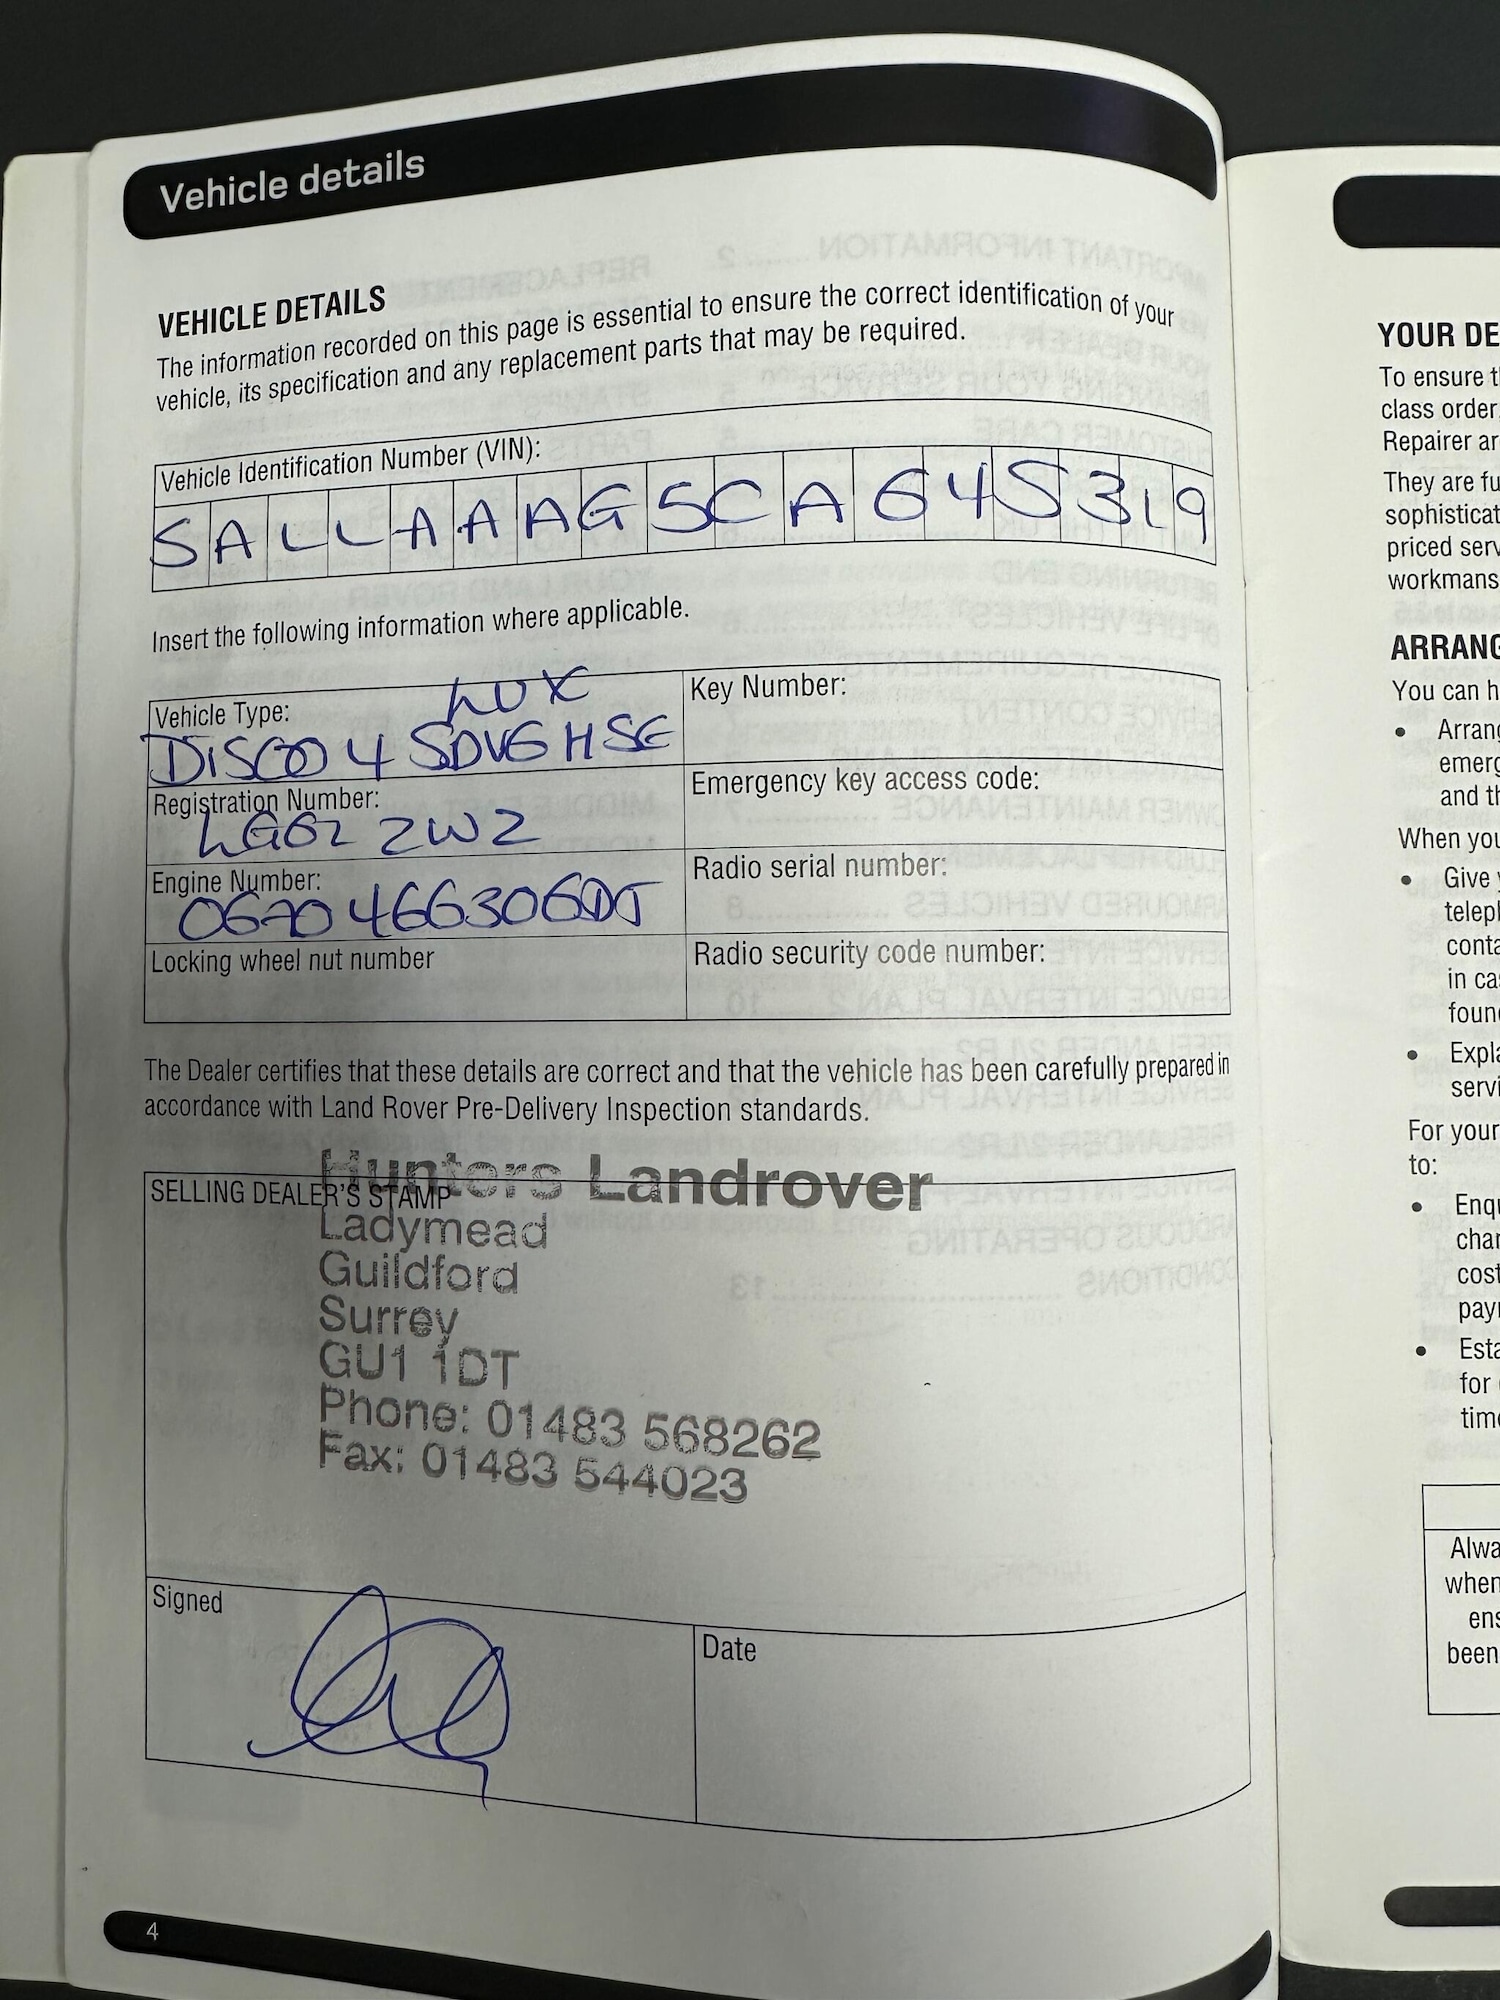 Vehicle details
VEHICLE DETAILS
The information recorded on this page is essential to ensure the correct identification of your
vehicle, its specification and any replacement parts that may be required.
Vehicle Identification Number (VIN):
SALLAAAG5CA645319
Insert the following information where applicable.
Vehicle Type: LUX
DISCO 4 SDV6 HSE
Key Number:
Emergency key access code:
Registration Number:
LG62 ZWZ
Engine Number:
0670 466306DT
Radio serial number:
Locking wheel nut number
Radio security code number:
The Dealer certifies that these details are correct and that the vehicle has been carefully prepared in
accordance with Land Rover Pre-Delivery Inspection standards.
Hunters Landrover
SELLING DEALER'S STAMP
Ladymead
Guildford
Surrey
GU1 1DT
Phone: 01483 568262
Fax: 01483 544023
Signed
Date
4
YOUR DE
To ensure t
class order
Repairer ar
They are fu
sophisticat
priced serv
workmans
ARRANG
You can h
• Arrang
emerg
and th
When you
• Give y
telep
conta
in cas
foun
• Expla
servi
For your
to:
• Enqu
char
cost
payr
• Esta
for
time
Alwa
when
ens
been